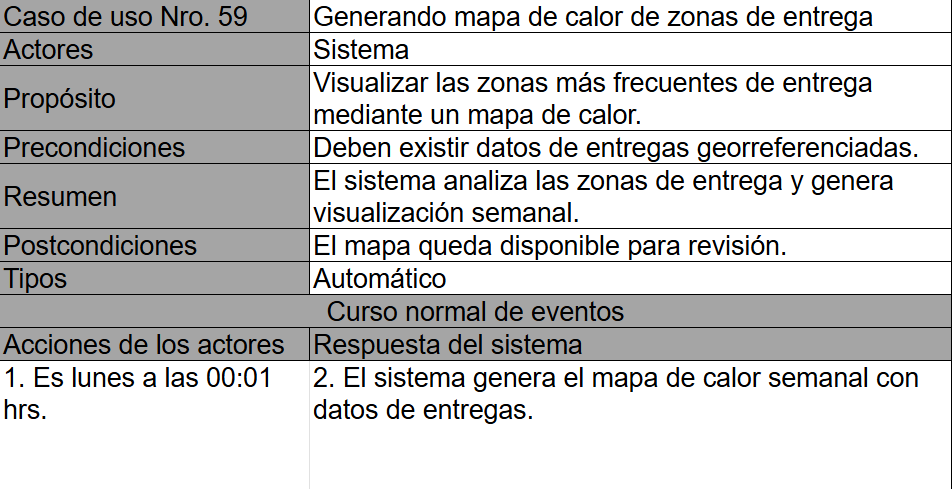 Caso de uso Nro. 59 Generando mapa de calor de zonas de entrega
Actores Sistema
Propósito Visualizar las zonas más frecuentes de entrega
mediante un mapa de calor.
Precondiciones Deben existir datos de entregas georreferenciadas.
Resumen El sistema analiza las zonas de entrega y genera
visualización semanal.
Postcondiciones El mapa queda disponible para revisión.
Tipos Automático
Curso normal de eventos
Acciones de los actores Respuesta del sistema
1. Es lunes a las 00:01 2. El sistema genera el mapa de calor semanal con
hrs. datos de entregas.